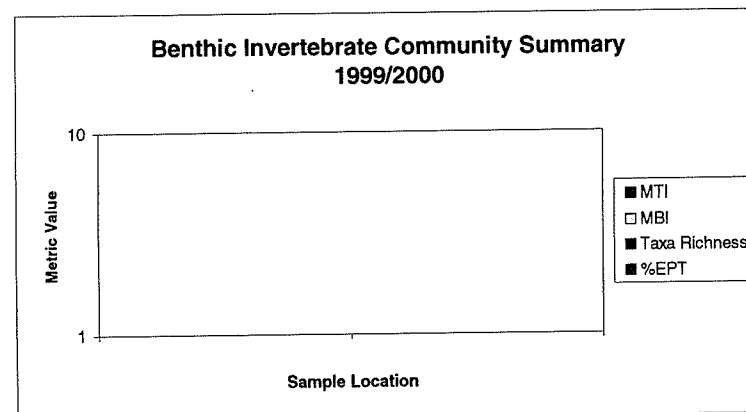 Benthic Invertebrate Community Summary
1999/2000
10
Metric Value
1
Sample Location
MTI
MBI
Taxa Richness
%EPT